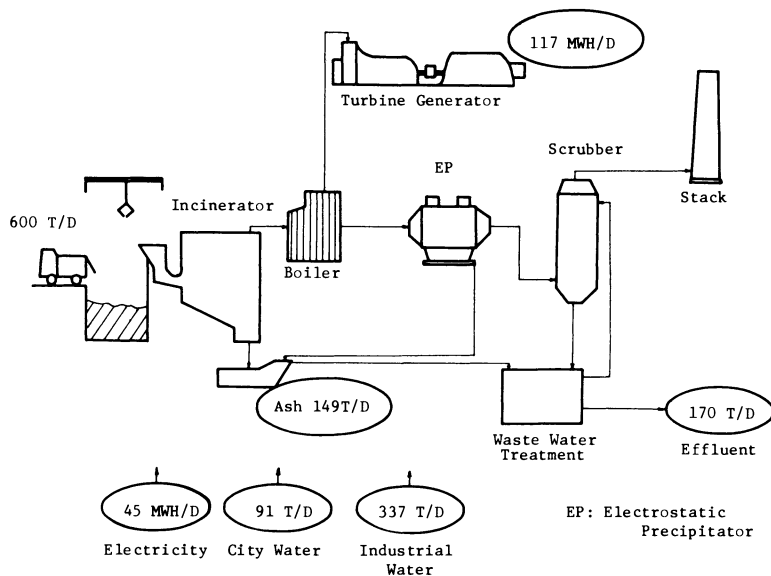 117 MWH/D
Turbine Generator
Scrubber
EP
Stack
Incinerator
600 T/D
Boiler
Ash 149T/D
170 T/D
Waste Water
Treatment
Effluent
45 MWH/D
91 T/D
337 T/D
EP: Electrostatic
Precipitator
Electricity
City Water
Industrial
Water